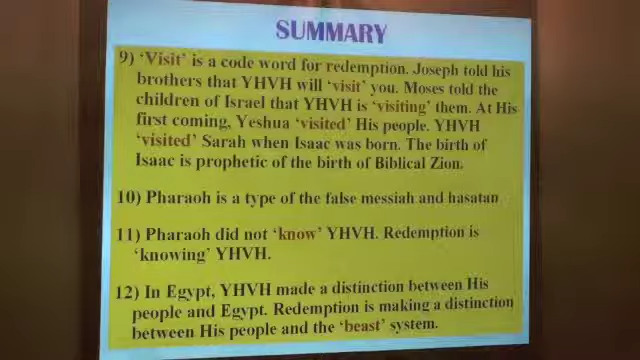 SUMMARY
9) ‘Visit’ is a code word for redemption. Joseph told his
brothers that YHVH will ‘visit’ you. Moses told the
children of Israel that YHVH is ‘visiting’ them. At His
first coming, Yeshua ‘visited’ His people. YHVH
‘visited’ Sarah when Isaac was born. The birth of
Isaac is prophetic of the birth of Biblical Zion.
10) Pharaoh is a type of the false messiah and hasatan
11) Pharaoh did not ‘know’ YHVH. Redemption is
‘knowing’ YHVH.
12) In Egypt, YHVH made a distinction between His
people and Egypt. Redemption is making a distinction
between His people and the ‘beast’ system.